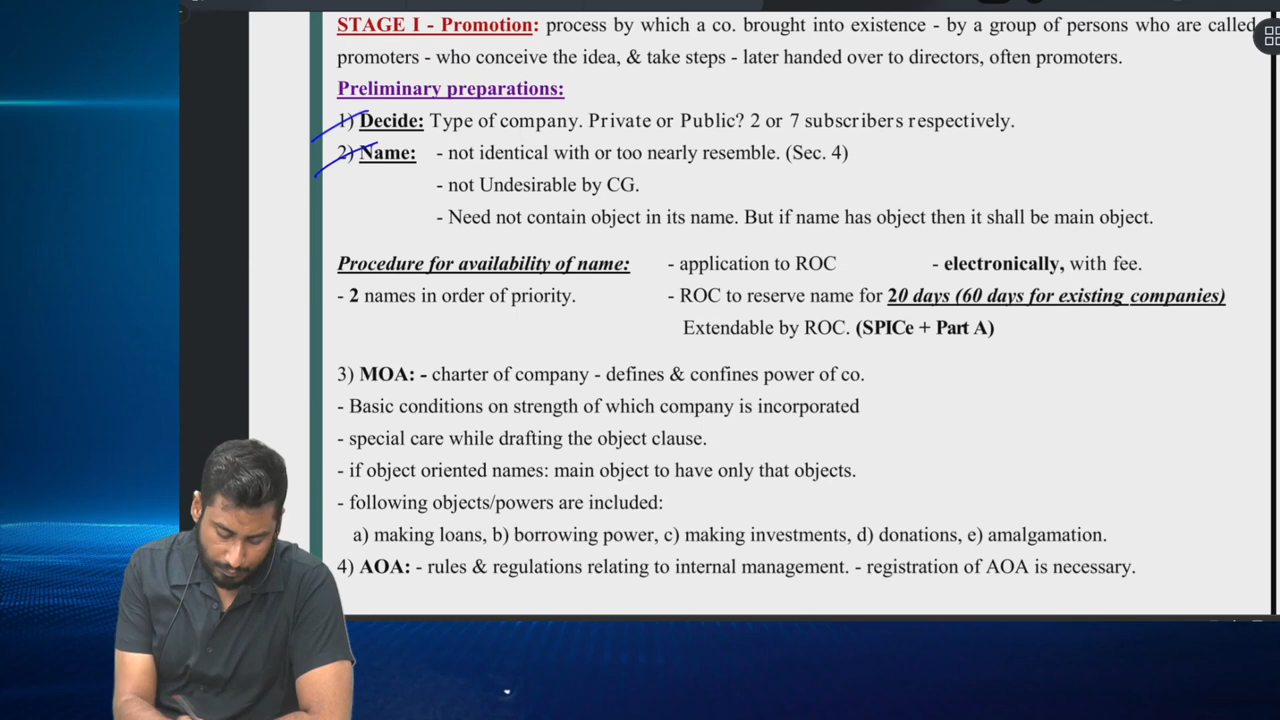 STAGE I - Promotion: process by which a co. brought into existence - by a group of persons who are called
promoters - who conceive the idea, & take steps - later handed over to directors, often promoters.
Preliminary preparations:
1) Decide: Type of company. Private or Public? 2 or 7 subscribers respectively.
2) Name: - not identical with or too nearly resemble. (Sec. 4)
- not Undesirable by CG.
- Need not contain object in its name. But if name has object then it shall be main object.
Procedure for availability of name: - application to ROC - electronically, with fee.
- 2 names in order of priority. - ROC to reserve name for 20 days (60 days for existing companies)
Extendable by ROC. (SPICe + Part A)
3) MOA: - charter of company - defines & confines power of co.
- Basic conditions on strength of which company is incorporated
- special care while drafting the object clause.
- if object oriented names: main object to have only that objects.
- following objects/powers are included:
a) making loans, b) borrowing power, c) making investments, d) donations, e) amalgamation.
4) AOA: - rules & regulations relating to internal management. - registration of AOA is necessary.